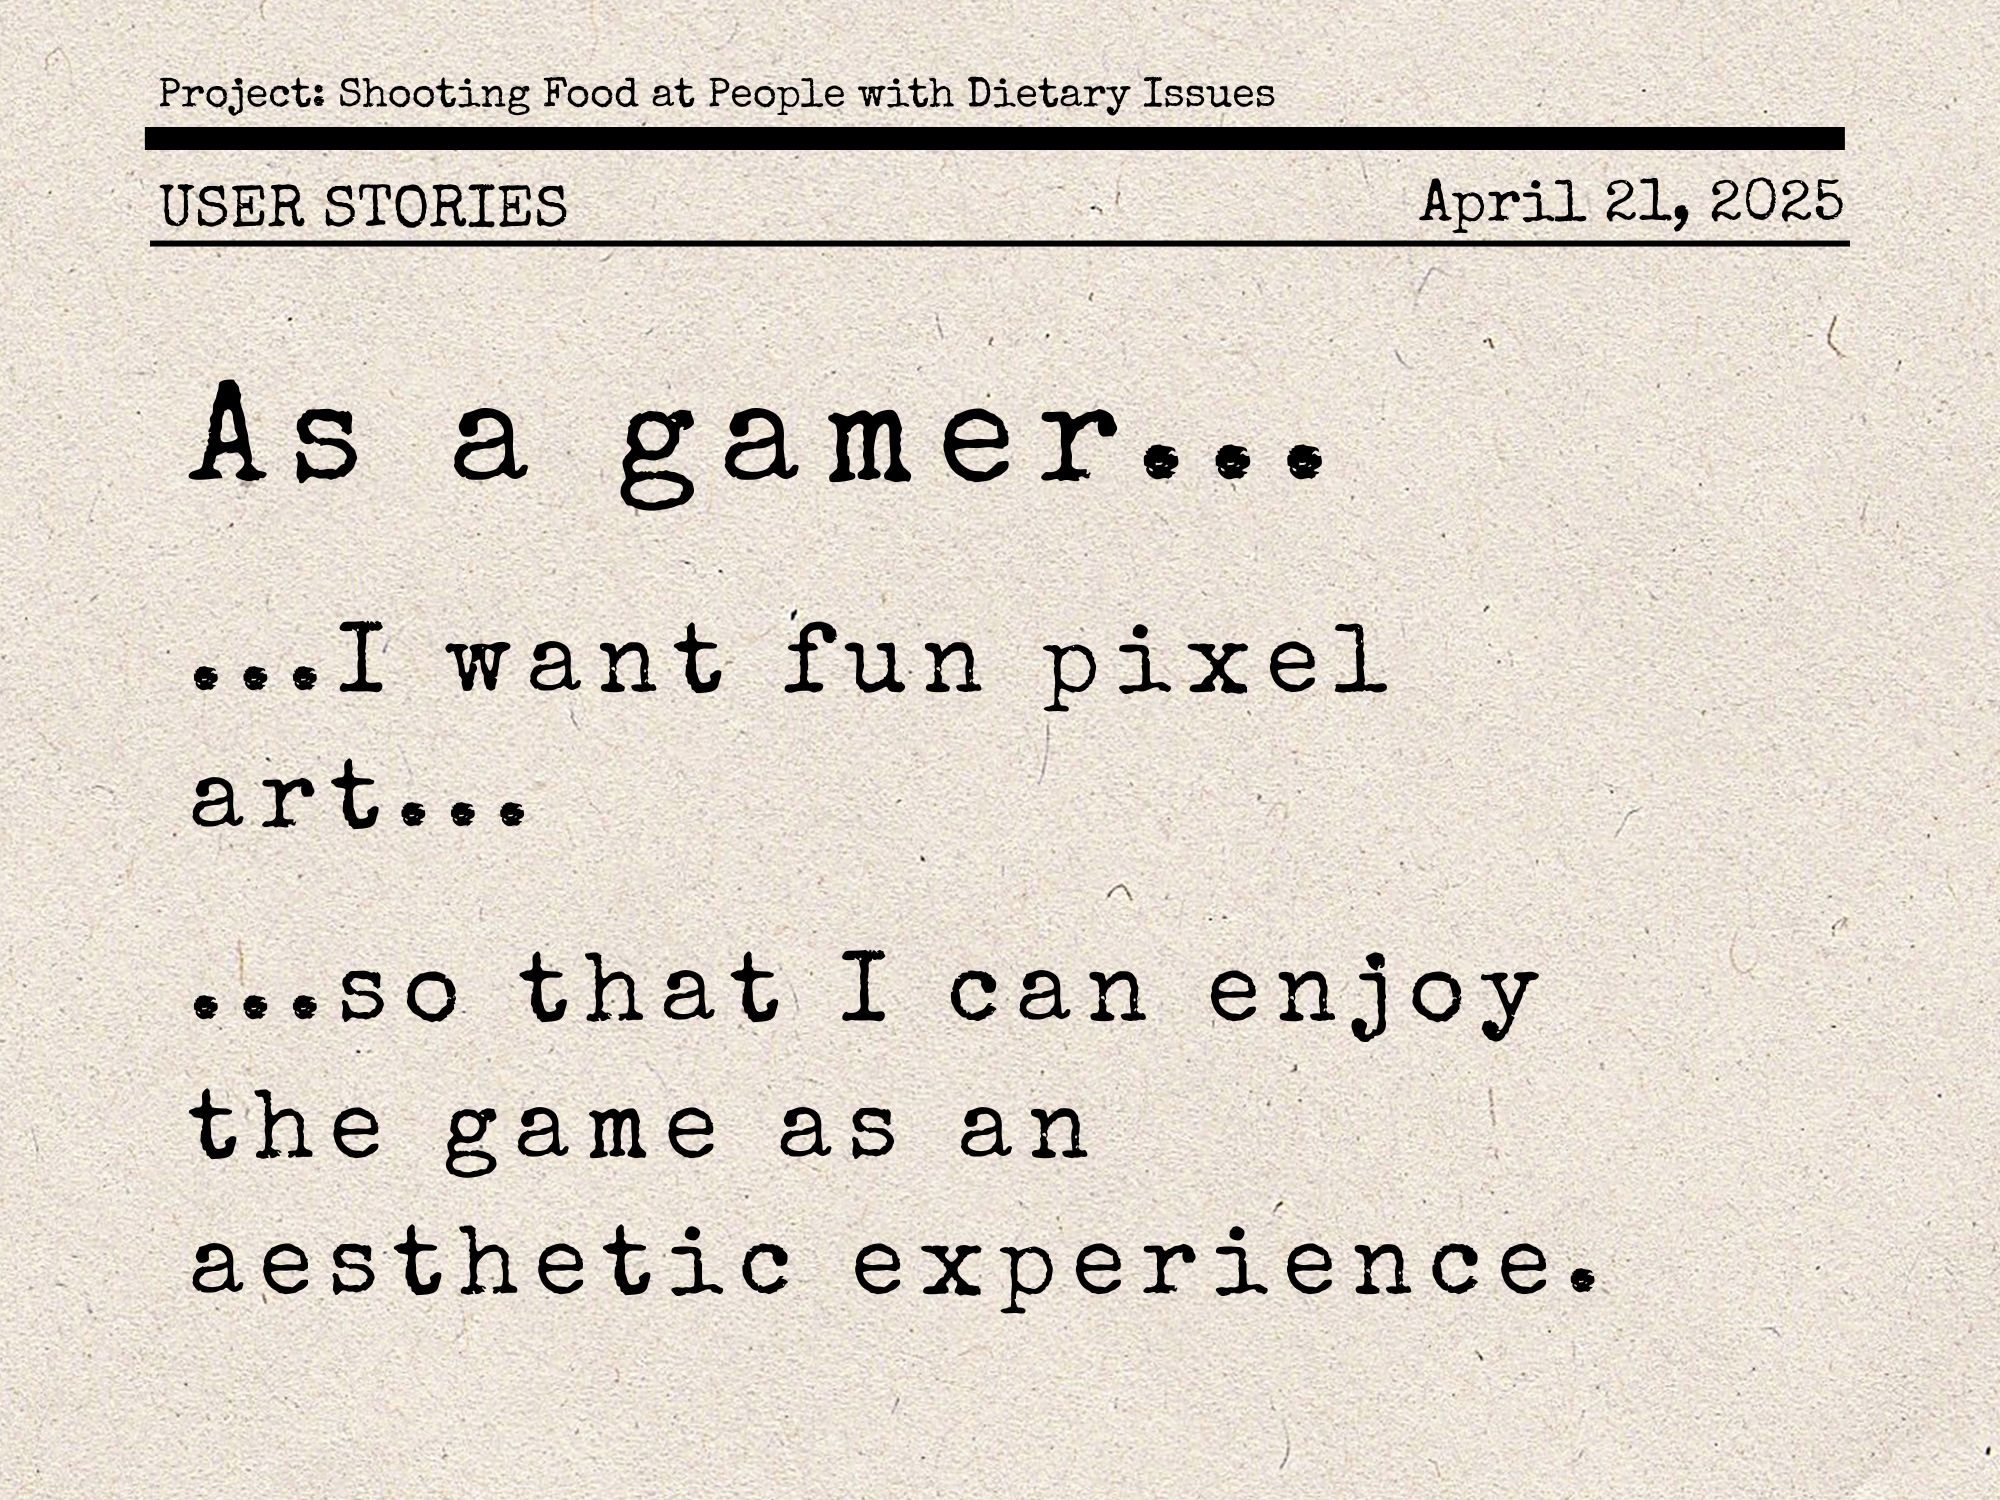 Project: Shooting Food at People with Dietary Issues
USER STORIES
April 21, 2025
As a gamer...
...I want fun pixel
art...
...so that I can enjoy
the game as an
aesthetic experience.